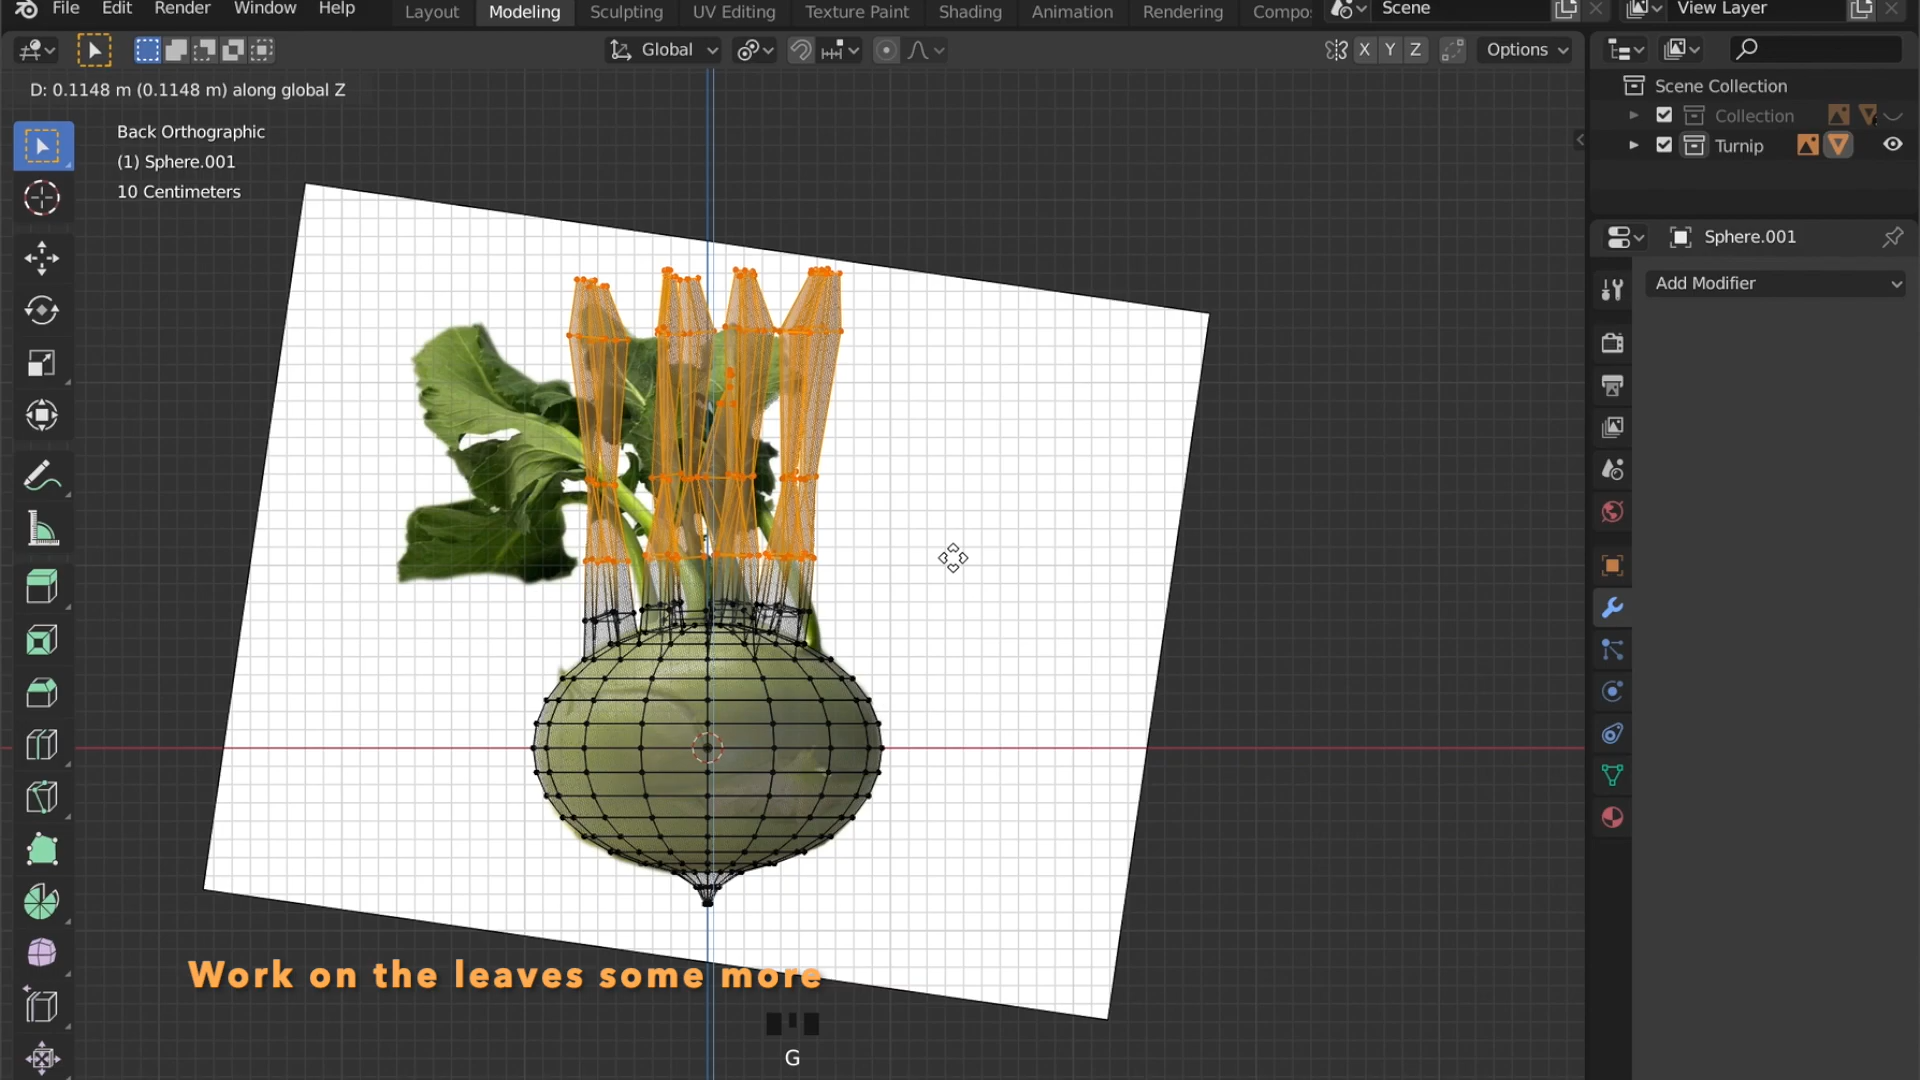 File Edit Render Window Help Layout Modeling Sculpting UV Editing Texture Paint Shading Animation Rendering Compo Scene View Layer
Global X Y Z Options
D: 0.1148 m (0.1148 m) along global Z
Scene Collection
Collection
Turnip
Back Orthographic
(1) Sphere.001
10 Centimeters
Sphere.001
Add Modifier
Work on the leaves some more
G